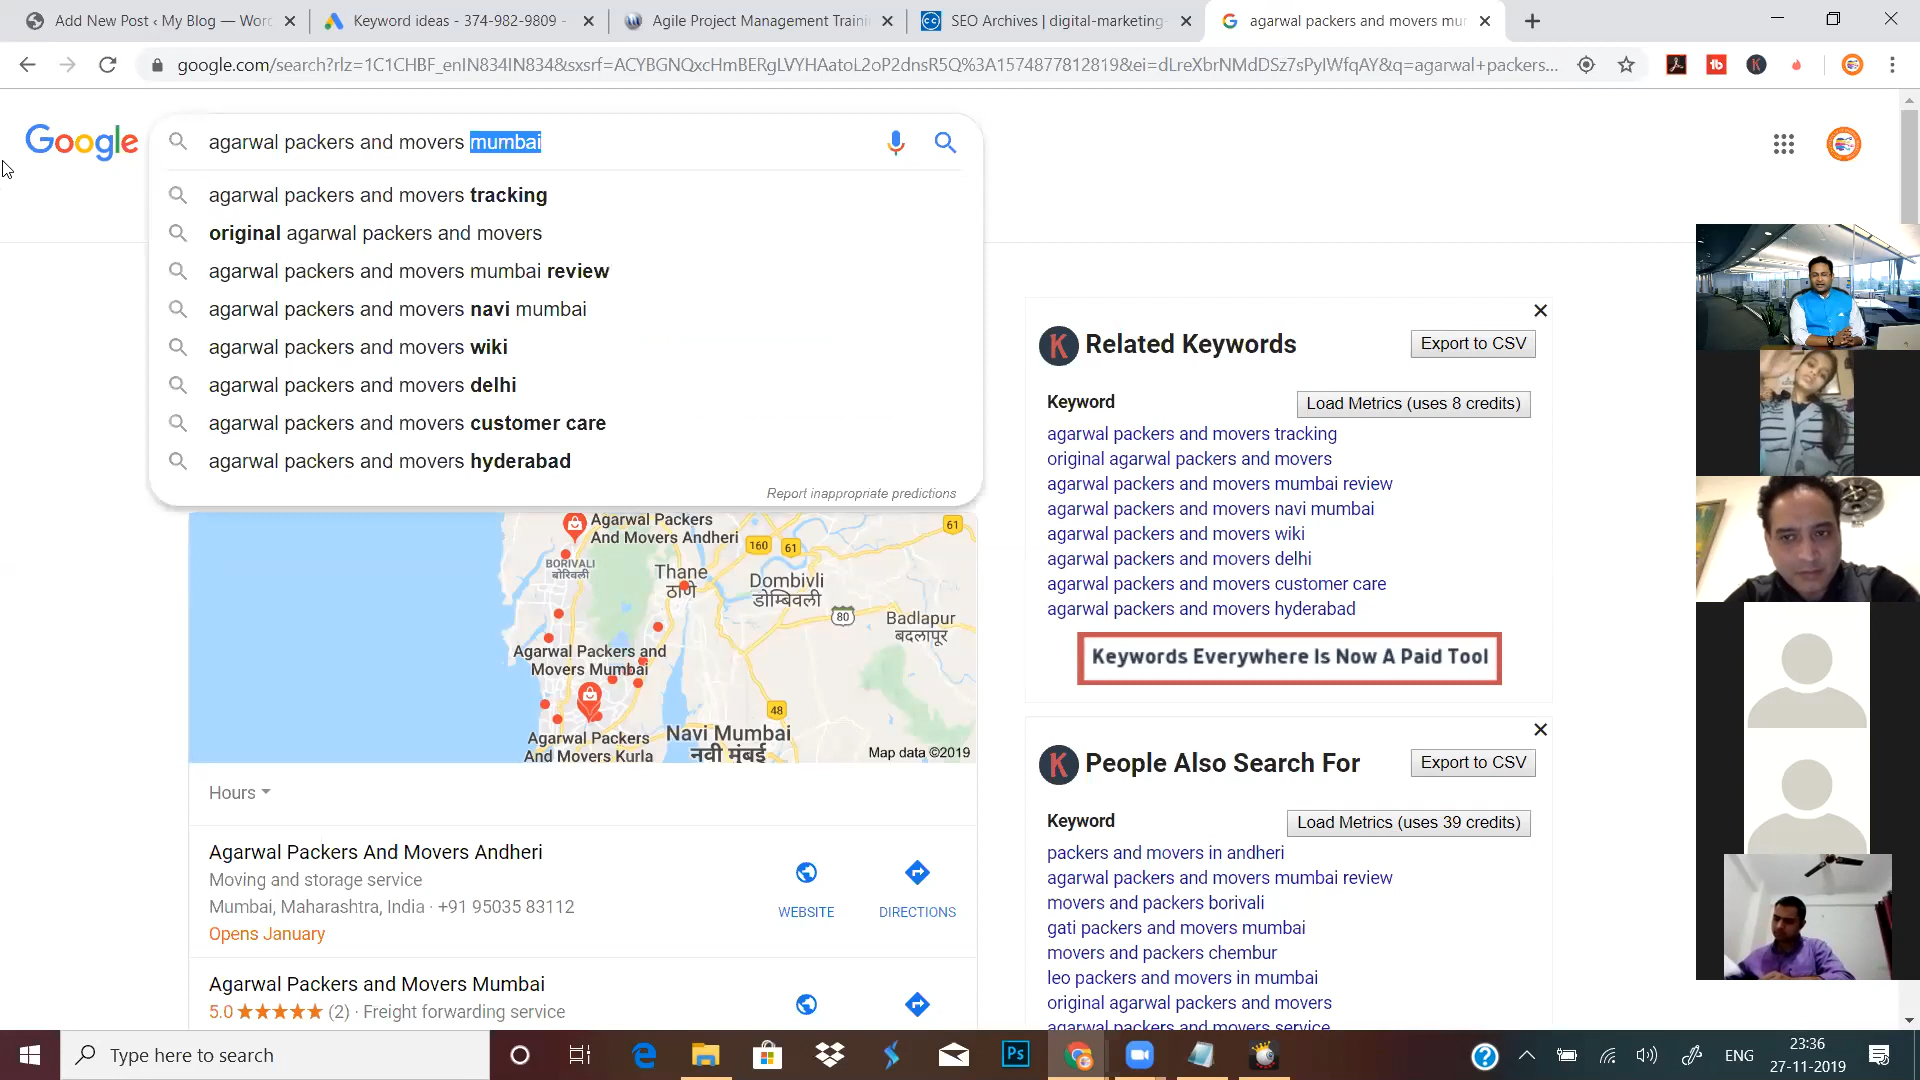 Add New Post ‹ My Blog — Word
Keyword ideas - 374-982-9809 -
Agile Project Management Traini
SEO Archives | digital-marketing-
agarwal packers and movers mum
google.com/search?rlz=1C1CHBF_enIN834IN834&sxsrf=ACYBGNQxcHmBERgLVYHAatoL2oP2dnsR5Q%3A1574877812819&ei=dLreXbrNMdDSz7sPyIWfqAY&q=agarwal+packers...
Google
agarwal packers and movers mumbai
agarwal packers and movers tracking
original agarwal packers and movers
agarwal packers and movers mumbai review
agarwal packers and movers navi mumbai
agarwal packers and movers wiki
agarwal packers and movers delhi
agarwal packers and movers customer care
agarwal packers and movers hyderabad
Report inappropriate predictions
Agarwal Packers
And Movers Andheri
61
160
61
BORIVALI
बोरिवली
Thane
ठाणे
Dombivli
डोम्बिवली
80
Badlapur
बदलापूर
Agarwal Packers and
Movers Mumbai
48
Agarwal Packers
And Movers Kurla
Navi Mumbai
नवी मुंबई
Map data ©2019
Hours
Agarwal Packers And Movers Andheri
Moving and storage service
Mumbai, Maharashtra, India · +91 95035 83112
Opens January
WEBSITE
DIRECTIONS
Agarwal Packers and Movers Mumbai
5.0 ★★★★★ (2) · Freight forwarding service
K Related Keywords
Export to CSV
Keyword
Load Metrics (uses 8 credits)
agarwal packers and movers tracking
original agarwal packers and movers
agarwal packers and movers mumbai review
agarwal packers and movers navi mumbai
agarwal packers and movers wiki
agarwal packers and movers delhi
agarwal packers and movers customer care
agarwal packers and movers hyderabad
Keywords Everywhere Is Now A Paid Tool
K People Also Search For
Export to CSV
Keyword
Load Metrics (uses 39 credits)
packers and movers in andheri
agarwal packers and movers mumbai review
movers and packers borivali
gati packers and movers mumbai
movers and packers chembur
leo packers and movers in mumbai
original agarwal packers and movers
agarwal packers and movers service
Type here to search
Ps
ENG
23:36
27-11-2019